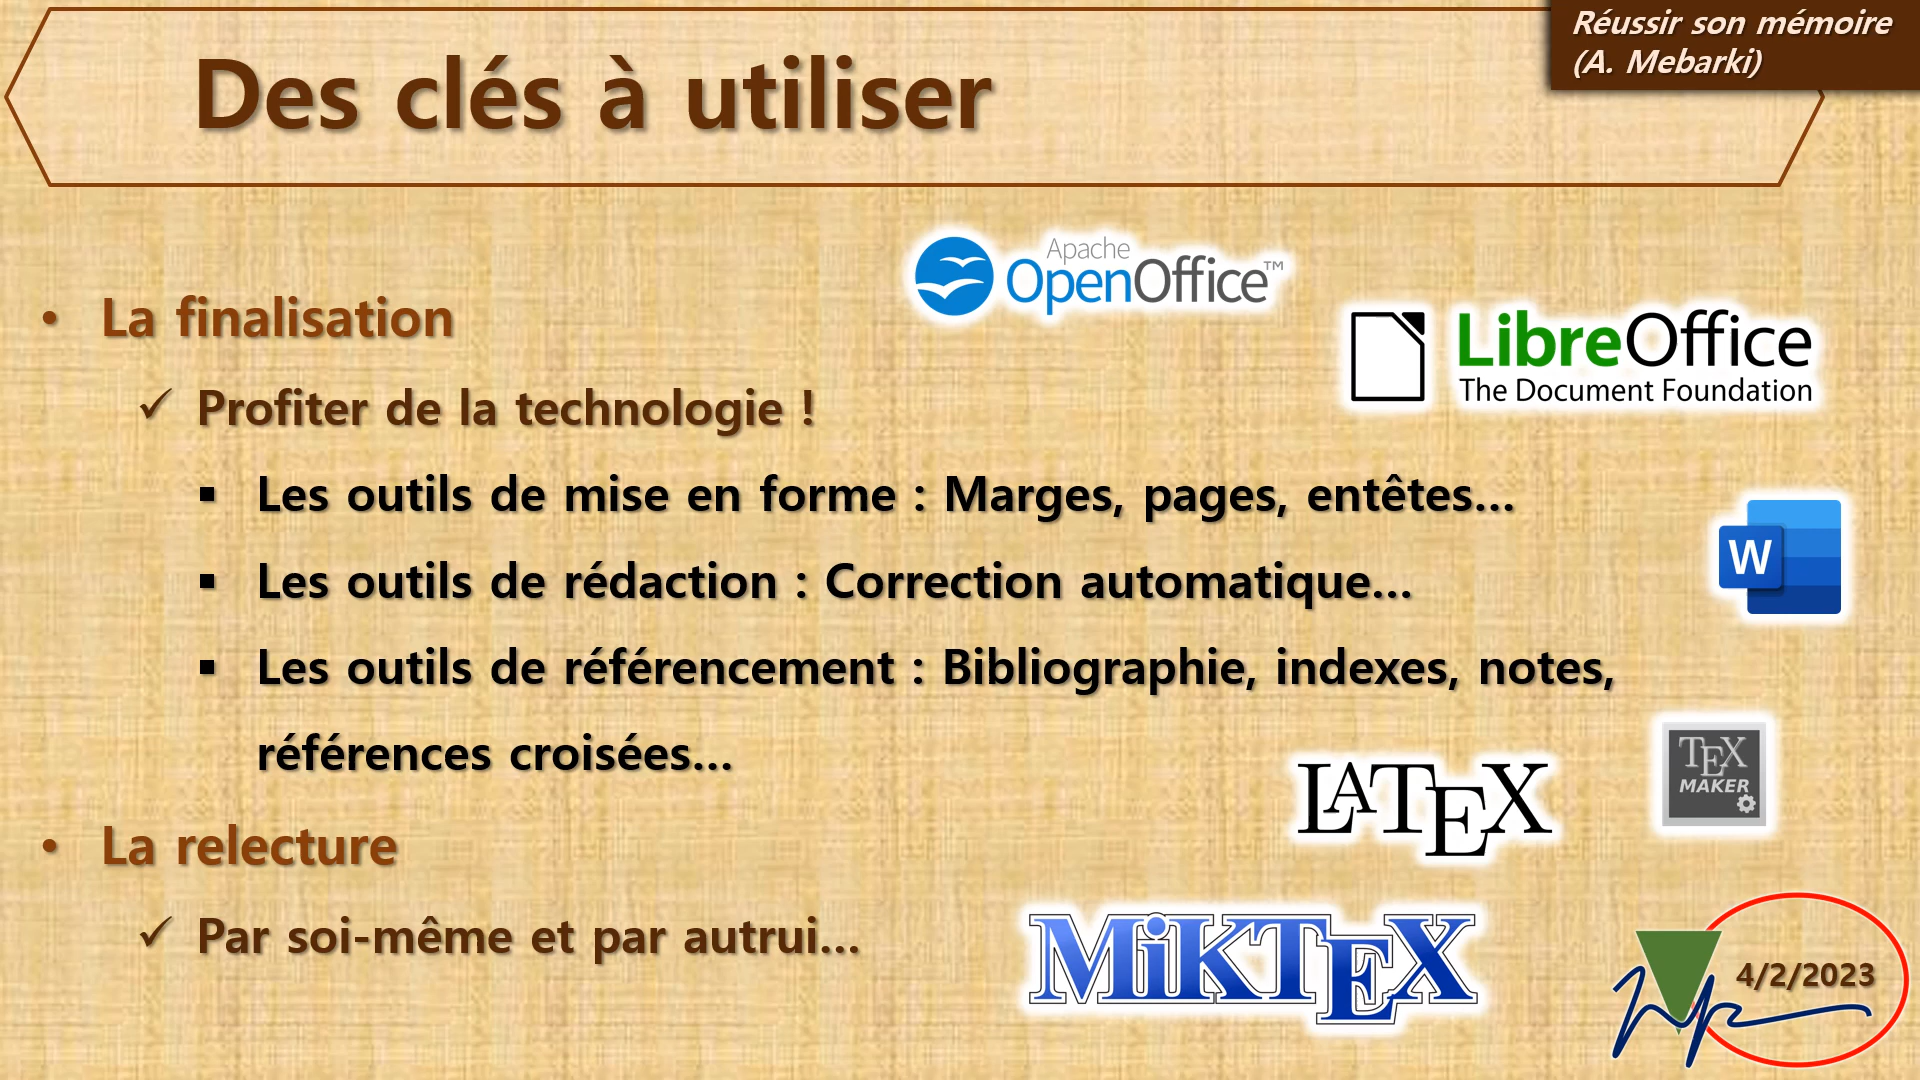 Réussir son mémoire
(A. Mebarki)
Des clés à utiliser
Apache
OpenOffice™
• La finalisation
LibreOffice
The Document Foundation
✓ Profiter de la technologie !
▪ Les outils de mise en forme : Marges, pages, entêtes…
W
▪ Les outils de rédaction : Correction automatique…
▪ Les outils de référencement : Bibliographie, indexes, notes,
références croisées…
TEX
MAKER
LATEX
• La relecture
✓ Par soi-même et par autrui…
MiKTEX
4/2/2023